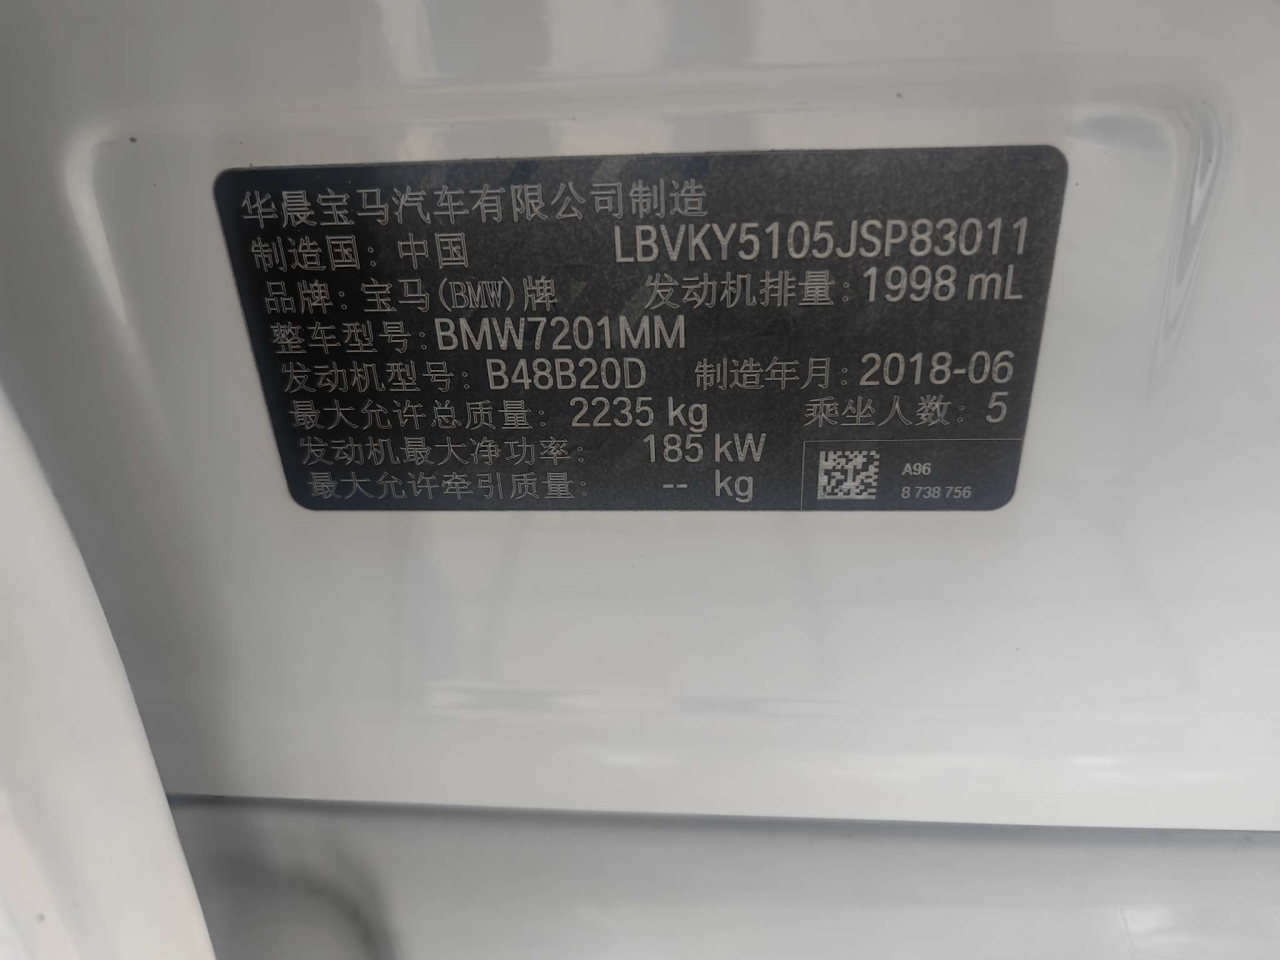 华晨宝马汽车有限公司制造
制造国：中国 LBVKY5105JSP83011
品牌：宝马(BMW)牌 发动机排量：1998 mL
整车型号：BMW7201MM
发动机型号：B48B20D 制造年月：2018-06
最大允许总质量：2235 kg 乘坐人数：5
发动机最大净功率：185 kW
最大允许牵引质量：-- kg
A96
8 738 756